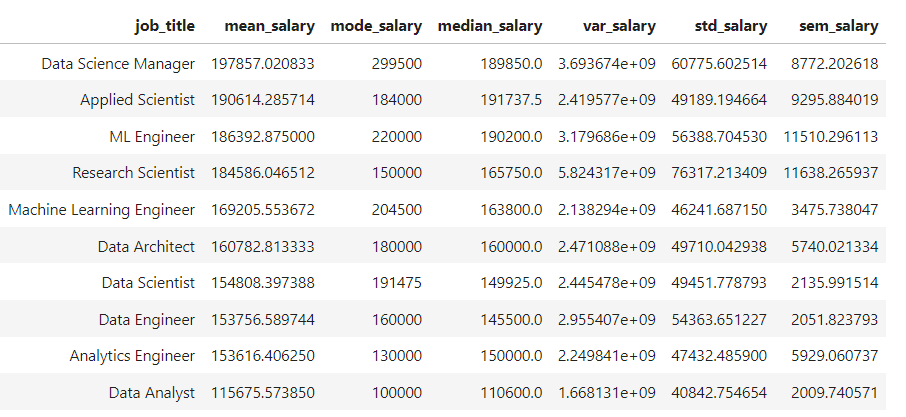 job_title mean_salary mode_salary median_salary var_salary std_salary sem_salary
Data Science Manager 197857.020833 299500 189850.0 3.693674e+09 60775.602514 8772.202618
Applied Scientist 190614.285714 184000 191737.5 2.419577e+09 49189.194664 9295.884019
ML Engineer 186392.875000 220000 190200.0 3.179686e+09 56388.704530 11510.296113
Research Scientist 184586.046512 150000 165750.0 5.824317e+09 76317.213409 11638.265937
Machine Learning Engineer 169205.553672 204500 163800.0 2.138294e+09 46241.687150 3475.738047
Data Architect 160782.813333 180000 160000.0 2.471088e+09 49710.042938 5740.021334
Data Scientist 154808.397388 191475 149925.0 2.445478e+09 49451.778793 2135.991514
Data Engineer 153756.589744 160000 145500.0 2.955407e+09 54363.651227 2051.823793
Analytics Engineer 153616.406250 130000 150000.0 2.249841e+09 47432.485900 5929.060737
Data Analyst 115675.573850 100000 110600.0 1.668131e+09 40842.754654 2009.740571